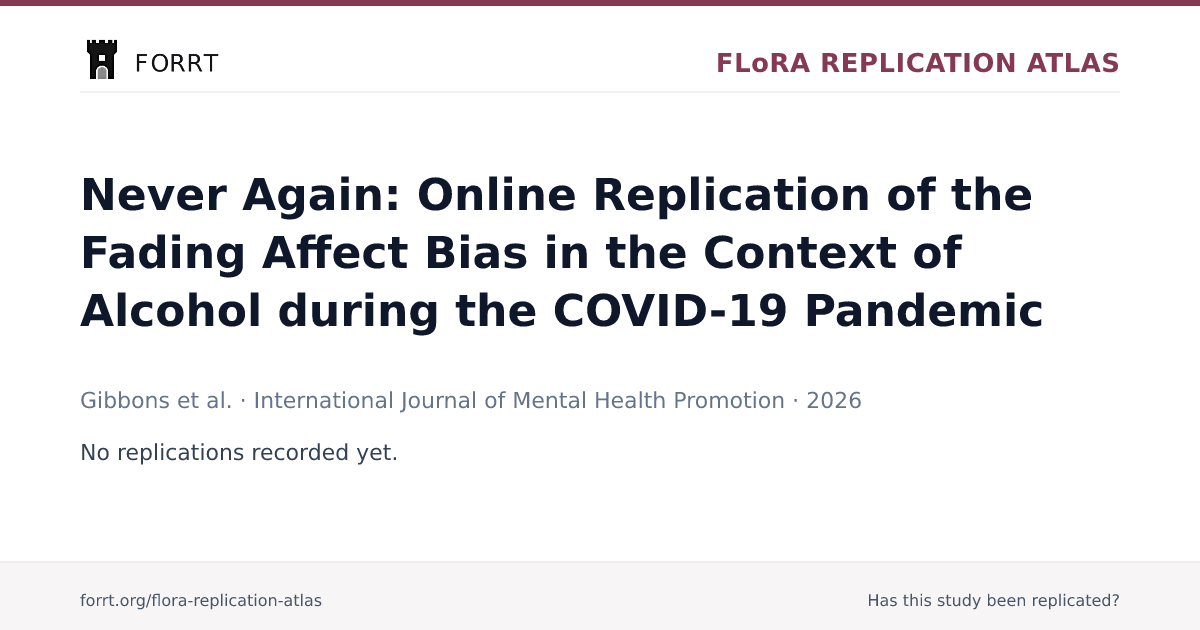 FORRT
FLoRA REPLICATION ATLAS
Never Again: Online Replication of the
Fading Affect Bias in the Context of
Alcohol during the COVID-19 Pandemic
Gibbons et al. · International Journal of Mental Health Promotion · 2026
No replications recorded yet.
forrt.org/flora-replication-atlas
Has this study been replicated?